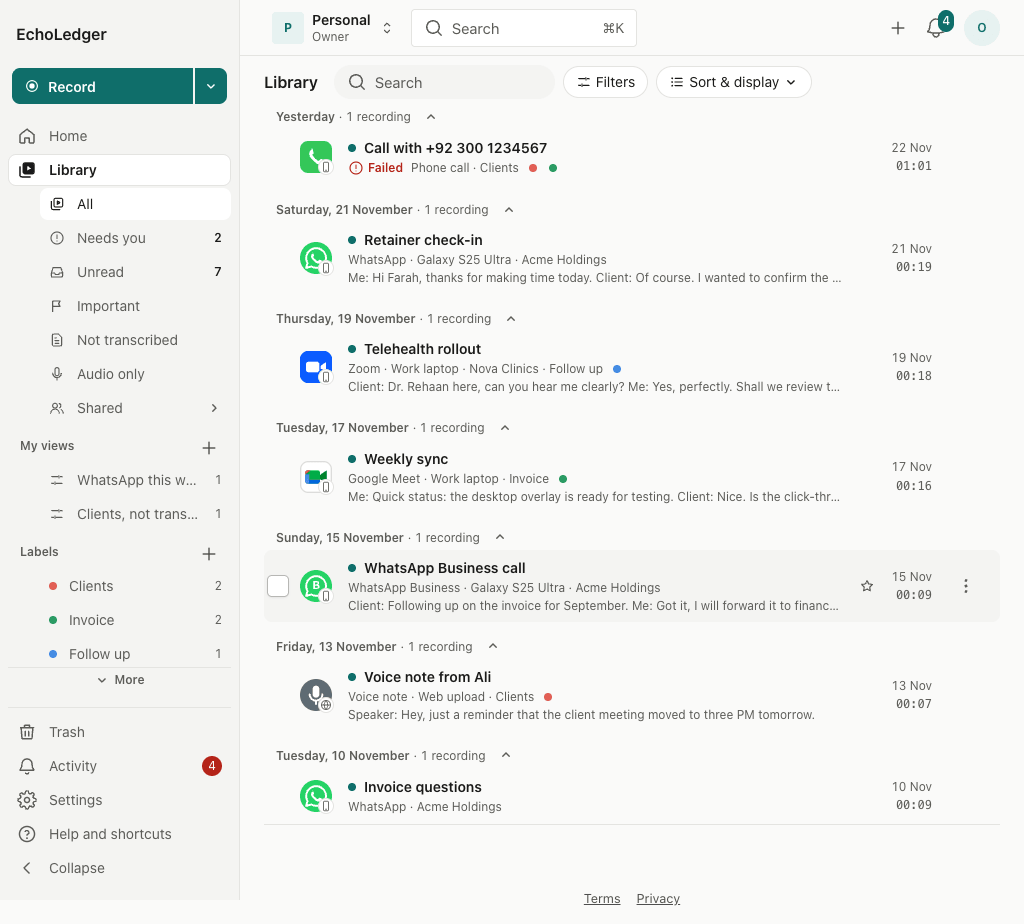 EchoLedger
Record
Home
Library
All
Needs you 2
Unread 7
Important
Not transcribed
Audio only
Shared
My views
WhatsApp this w... 1
Clients, not trans... 1
Labels
Clients 2
Invoice 2
Follow up 1
More
Trash
Activity 4
Settings
Help and shortcuts
Collapse
P Personal
Owner
Search ⌘K
4
O
Library Search Filters Sort & display
Yesterday · 1 recording
Call with +92 300 1234567 22 Nov
Failed Phone call · Clients 01:01
Saturday, 21 November · 1 recording
Retainer check-in 21 Nov
WhatsApp · Galaxy S25 Ultra · Acme Holdings 00:19
Me: Hi Farah, thanks for making time today. Client: Of course. I wanted to confirm the ...
Thursday, 19 November · 1 recording
Telehealth rollout 19 Nov
Zoom · Work laptop · Nova Clinics · Follow up 00:18
Client: Dr. Rehaan here, can you hear me clearly? Me: Yes, perfectly. Shall we review t...
Tuesday, 17 November · 1 recording
Weekly sync 17 Nov
Google Meet · Work laptop · Invoice 00:16
Me: Quick status: the desktop overlay is ready for testing. Client: Nice. Is the click-thr...
Sunday, 15 November · 1 recording
B WhatsApp Business call 15 Nov
WhatsApp Business · Galaxy S25 Ultra · Acme Holdings 00:09
Client: Following up on the invoice for September. Me: Got it, I will forward it to financ...
Friday, 13 November · 1 recording
Voice note from Ali 13 Nov
Voice note · Web upload · Clients 00:07
Speaker: Hey, just a reminder that the client meeting moved to three PM tomorrow.
Tuesday, 10 November · 1 recording
Invoice questions 10 Nov
WhatsApp · Acme Holdings 00:09
Terms Privacy